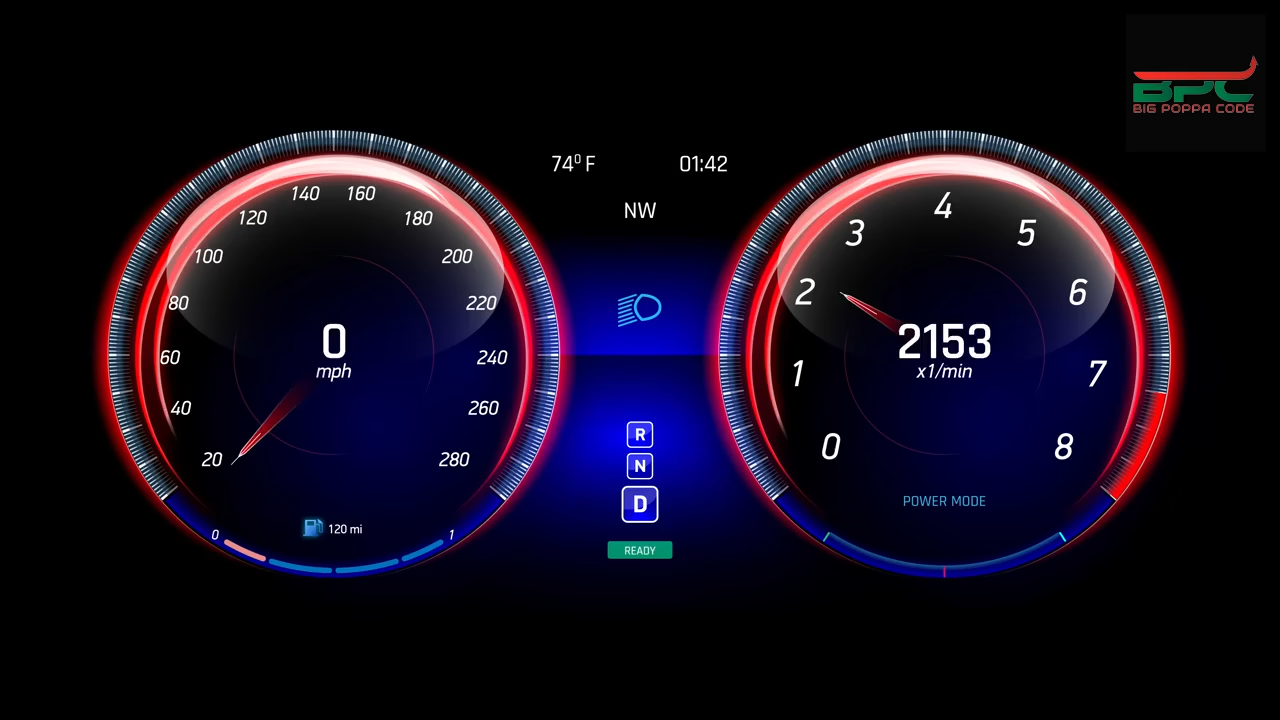 BPC
BIG POPPA CODE
74⁰ F
01:42
NW
20
40
60
80
100
120
140
160
180
200
220
240
260
280
0
mph
0
120 mi
1
R
N
D
READY
0
1
2
3
4
5
6
7
8
2153
x1/min
POWER MODE